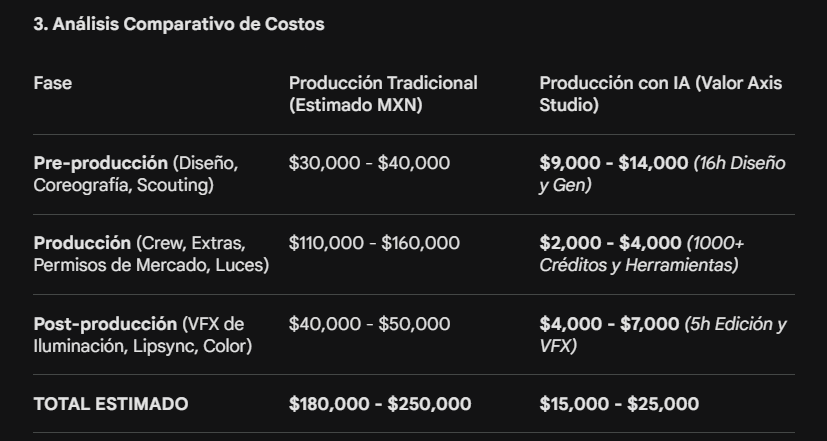 3. Análisis Comparativo de Costos
Fase
Producción Tradicional
(Estimado MXN)
Producción con IA (Valor Axis
Studio)
Pre-producción (Diseño,
Coreografía, Scouting)
$30,000 - $40,000
$9,000 - $14,000 (16h Diseño
y Gen)
Producción (Crew, Extras,
Permisos de Mercado, Luces)
$110,000 - $160,000
$2,000 - $4,000 (1000+
Créditos y Herramientas)
Post-producción (VFX de
Iluminación, Lipsync, Color)
$40,000 - $50,000
$4,000 - $7,000 (5h Edición y
VFX)
TOTAL ESTIMADO
$180,000 - $250,000
$15,000 - $25,000